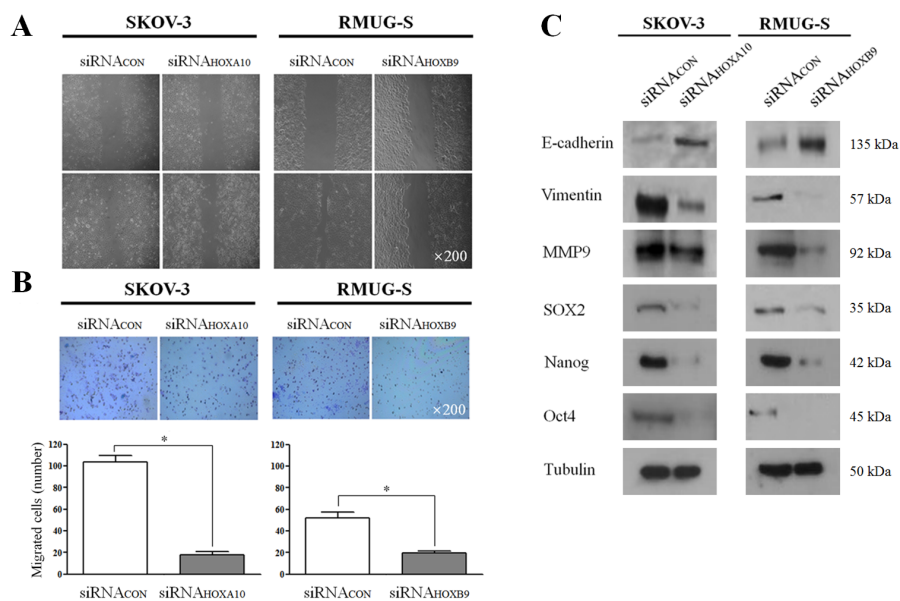 A
SKOV-3 RMUG-S
siRNACON siRNAHOXA10 siRNACON siRNAHOXB9
×200
B
SKOV-3 RMUG-S
siRNACON siRNAHOXA10 siRNACON siRNAHOXB9
×200
Migrated cells (number)
120
100
80
60
40
20
0
*
siRNACON siRNAHOXA10
120
100
80
60
40
20
0
*
siRNACON siRNAHOXB9
C
SKOV-3 RMUG-S
siRNACON siRNAHOXA10 siRNACON siRNAHOXB9
E-cadherin 135 kDa
Vimentin 57 kDa
MMP9 92 kDa
SOX2 35 kDa
Nanog 42 kDa
Oct4 45 kDa
Tubulin 50 kDa